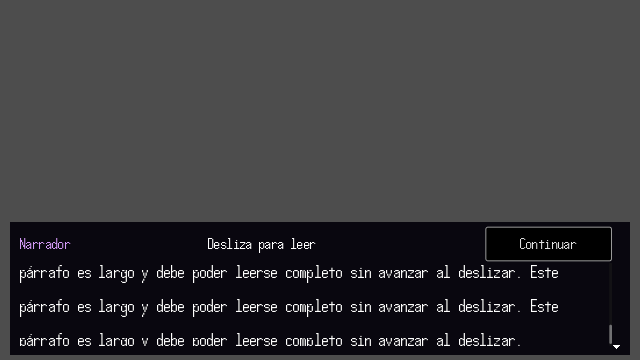 Narrador
Desliza para leer
Continuar
párrafo es largo y debe poder leerse completo sin avanzar al deslizar. Este
párrafo es largo y debe poder leerse completo sin avanzar al deslizar. Este
párrafo es largo y debe poder leerse completo sin avanzar al deslizar.